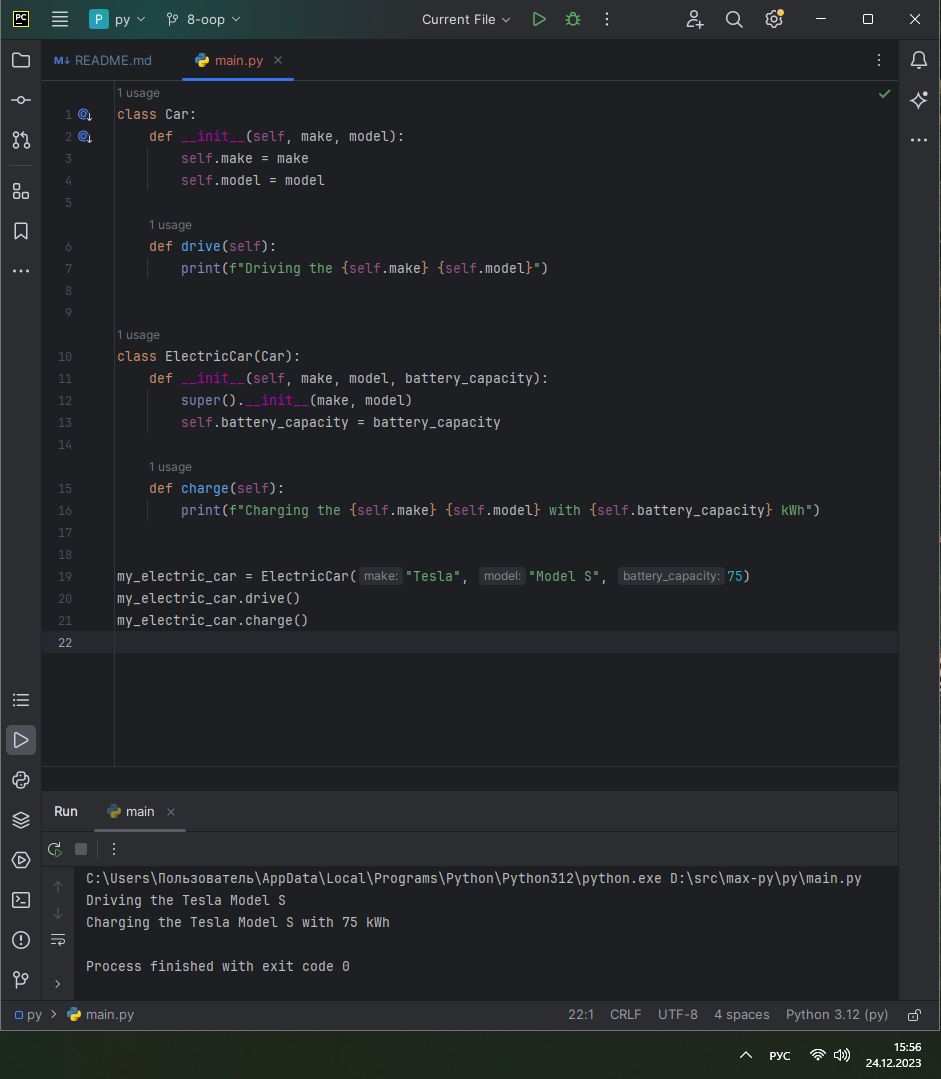 PC P py 8-oop Current File
M↓ README.md main.py
1 usage
1 class Car:
2 def __init__(self, make, model):
3 self.make = make
4 self.model = model
5
1 usage
6 def drive(self):
7 print(f"Driving the {self.make} {self.model}")
8
9
1 usage
10 class ElectricCar(Car):
11 def __init__(self, make, model, battery_capacity):
12 super().__init__(make, model)
13 self.battery_capacity = battery_capacity
14
1 usage
15 def charge(self):
16 print(f"Charging the {self.make} {self.model} with {self.battery_capacity} kWh")
17
18
19 my_electric_car = ElectricCar( make: "Tesla", model: "Model S", battery_capacity: 75)
20 my_electric_car.drive()
21 my_electric_car.charge()
22
Run main
C:\Users\Пользователь\AppData\Local\Programs\Python\Python312\python.exe D:\src\max-py\py\main.py
Driving the Tesla Model S
Charging the Tesla Model S with 75 kWh
Process finished with exit code 0
py main.py 22:1 CRLF UTF-8 4 spaces Python 3.12 (py)
РУС 15:56
24.12.2023